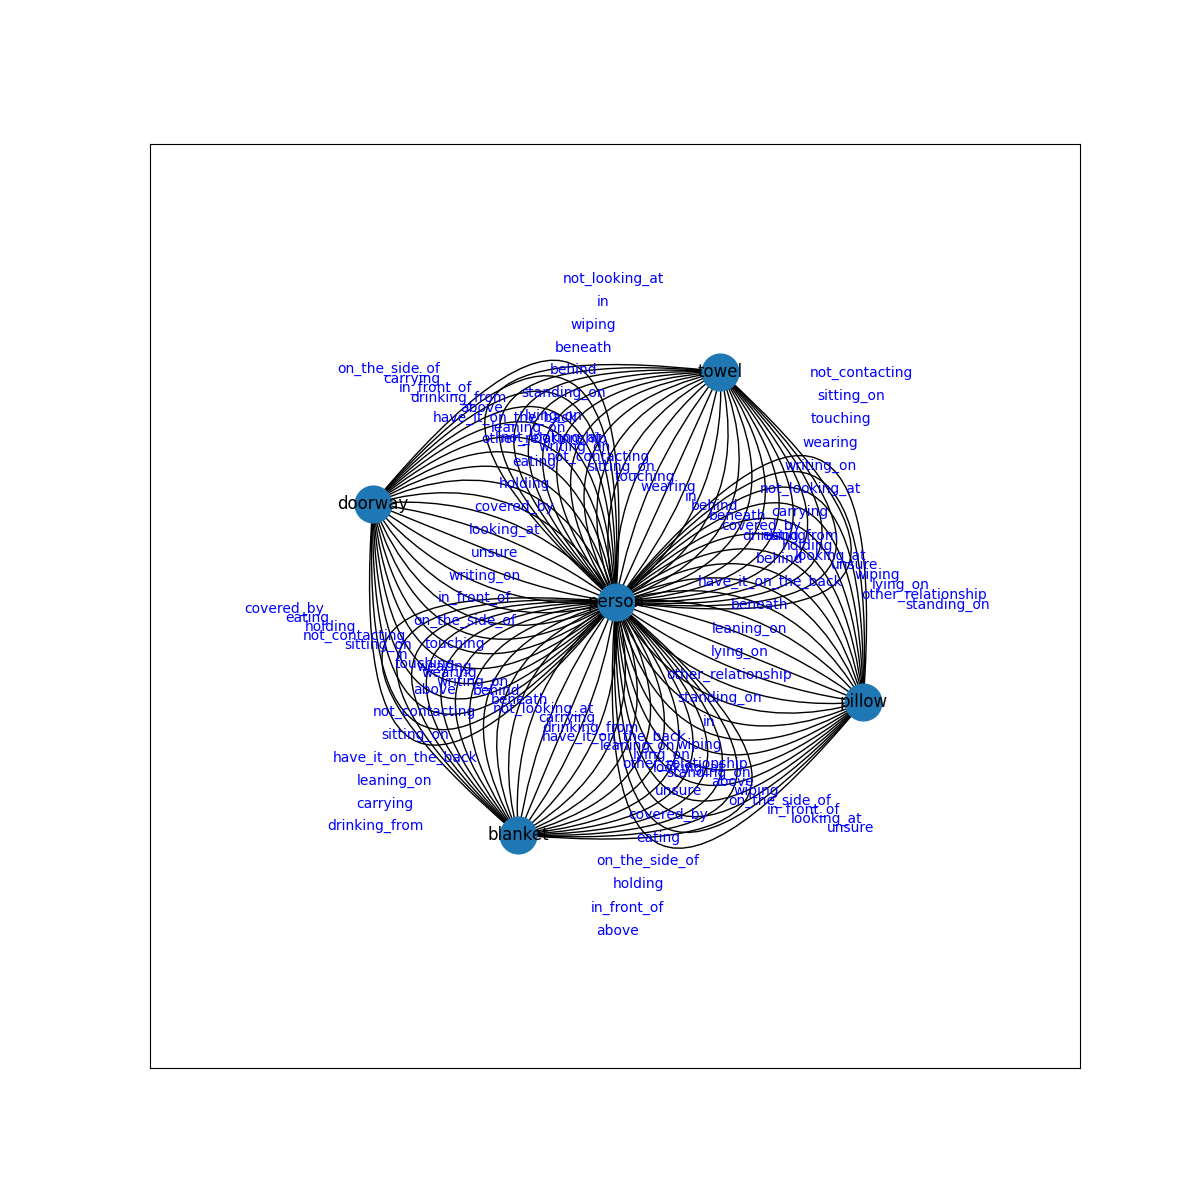 not_looking_at
in
wiping
beneath
behind
on_the_side_of
towel
not_contacting
carrying
in_front_of
standing_on
sitting_on
drinking_from
above
have_it_on_the_back
lying_on
touching
leaning_on
wearing
writing_on
not_contacting
eating
sitting_on
writing_on
touching
holding
wearing
not_looking_at
in
doorway
covered_by
behind
carrying
beneath
looking_at
covered_by
drinking_from
holding
unsure
behind
looking_at
unsure
writing_on
have_it_on_the_back
wiping
lying_on
in_front_of
person
other_relationship
covered_by
beneath
standing_on
eating
on_the_side_of
holding
leaning_on
not_contacting
touching
sitting_on
lying_on
in
touching
wearing
other_relationship
writing_on
above
behind
standing_on
beneath
pillow
not_contacting
not_looking_at
carrying
in
sitting_on
drinking_from
have_it_on_the_back
leaning_on
wiping
have_it_on_the_back
lying_on
other_relationship
standing_on
leaning_on
above
unsure
wiping
carrying
on_the_side_of
in_front_of
covered_by
looking_at
drinking_from
unsure
blanket
eating
on_the_side_of
holding
in_front_of
above